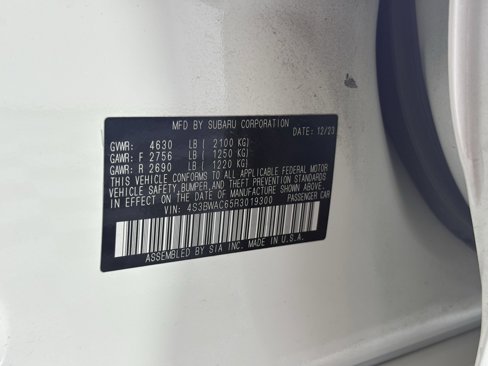 MFD BY SUBARU CORPORATION
DATE: 12/23
GVWR: 4630 LB ( 2100 KG)
GAWR: F 2756 LB ( 1250 KG)
GAWR: R 2690 LB ( 1220 KG)
THIS VEHICLE CONFORMS TO ALL APPLICABLE FEDERAL MOTOR
VEHICLE SAFETY,BUMPER,AND THEFT PREVENTION STANDARDS
IN EFFECT ON THE DATE OF MANUFACTURE SHOWN ABOVE.
VIN: 4S3BWAC65R3019300 PASSENGER CAR
ASSEMBLED BY SIA INC. MADE IN U.S.A.